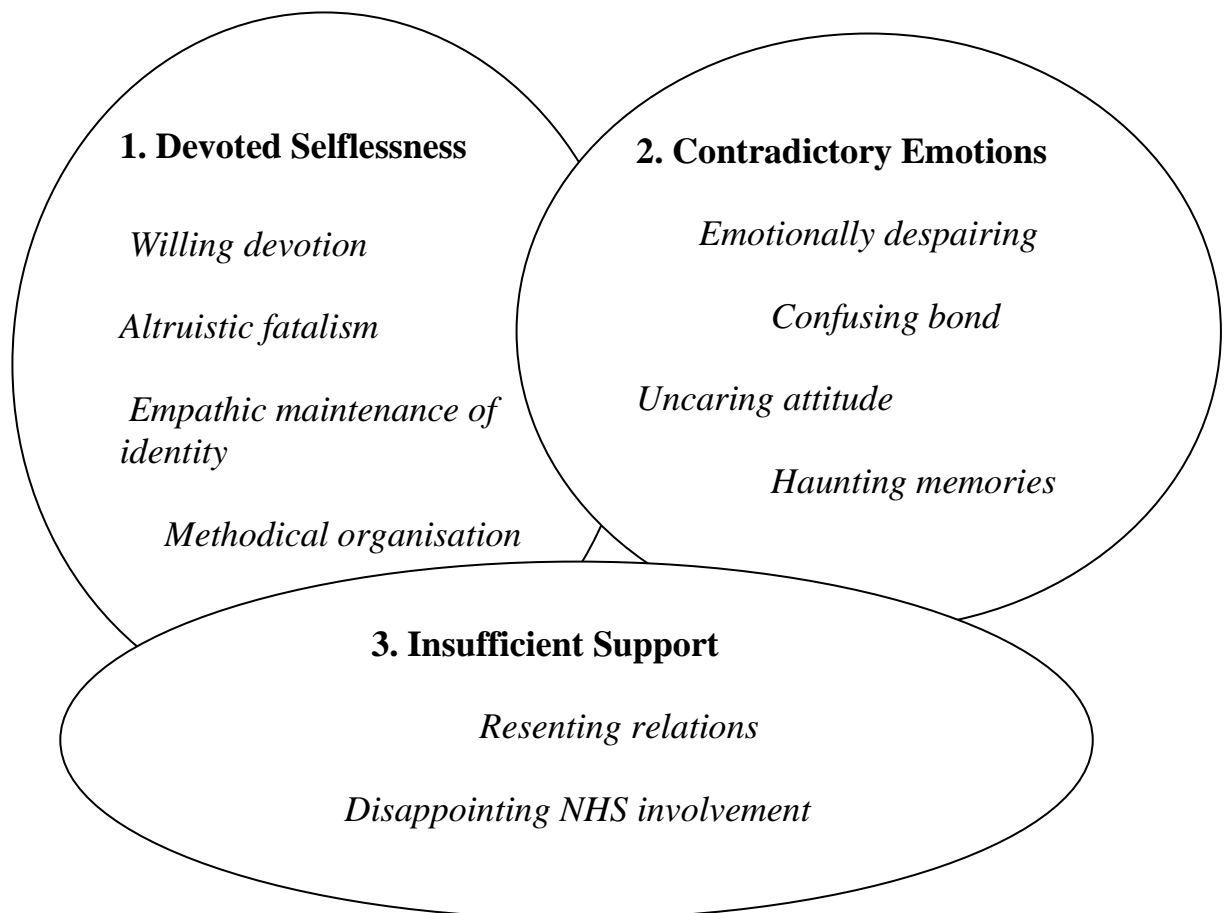 1. Devoted Selflessness
Willing devotion
Altruistic fatalism
Empathic maintenance of
identity
Methodical organisation
2. Contradictory Emotions
Emotionally despairing
Confusing bond
Uncaring attitude
Haunting memories
3. Insufficient Support
Resenting relations
Disappointing NHS involvement